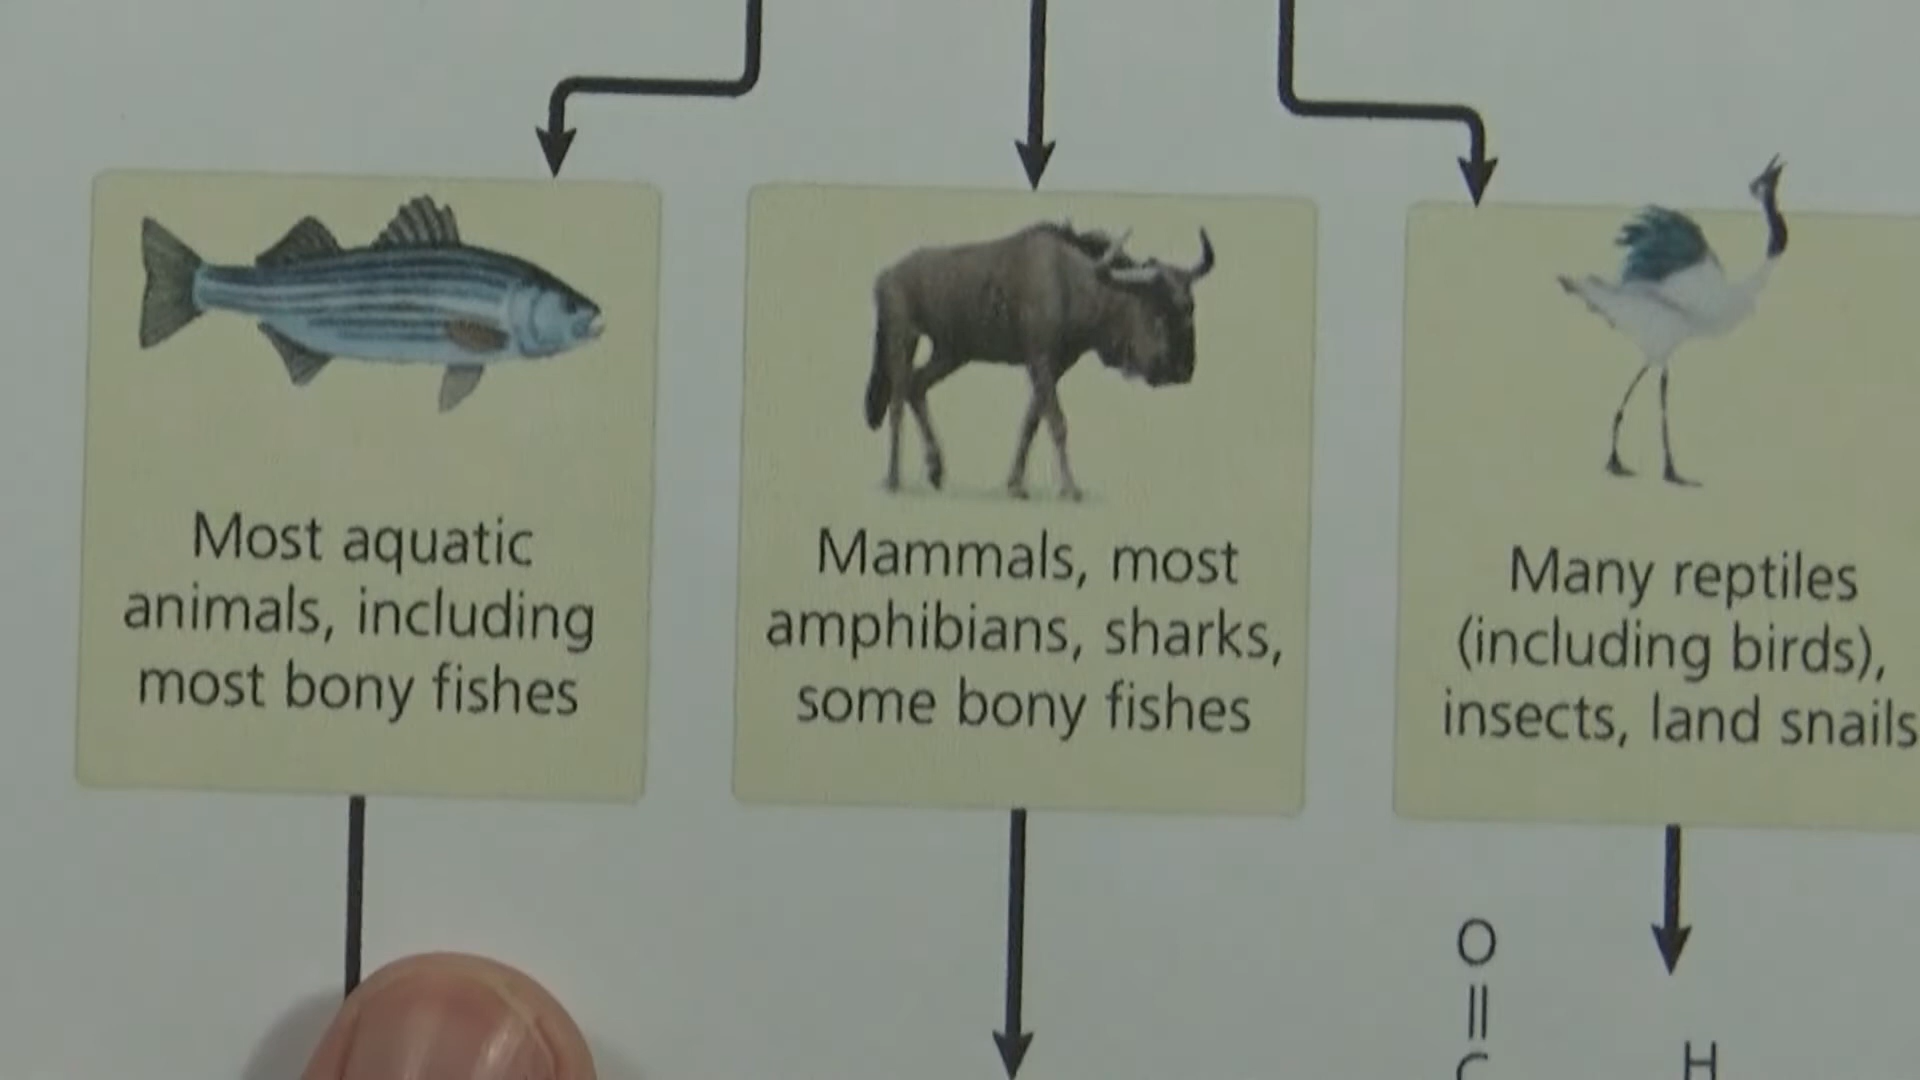 Most aquatic
animals, including
most bony fishes
Mammals, most
amphibians, sharks,
some bony fishes
Many reptiles
(including birds),
insects, land snails
O
C
H